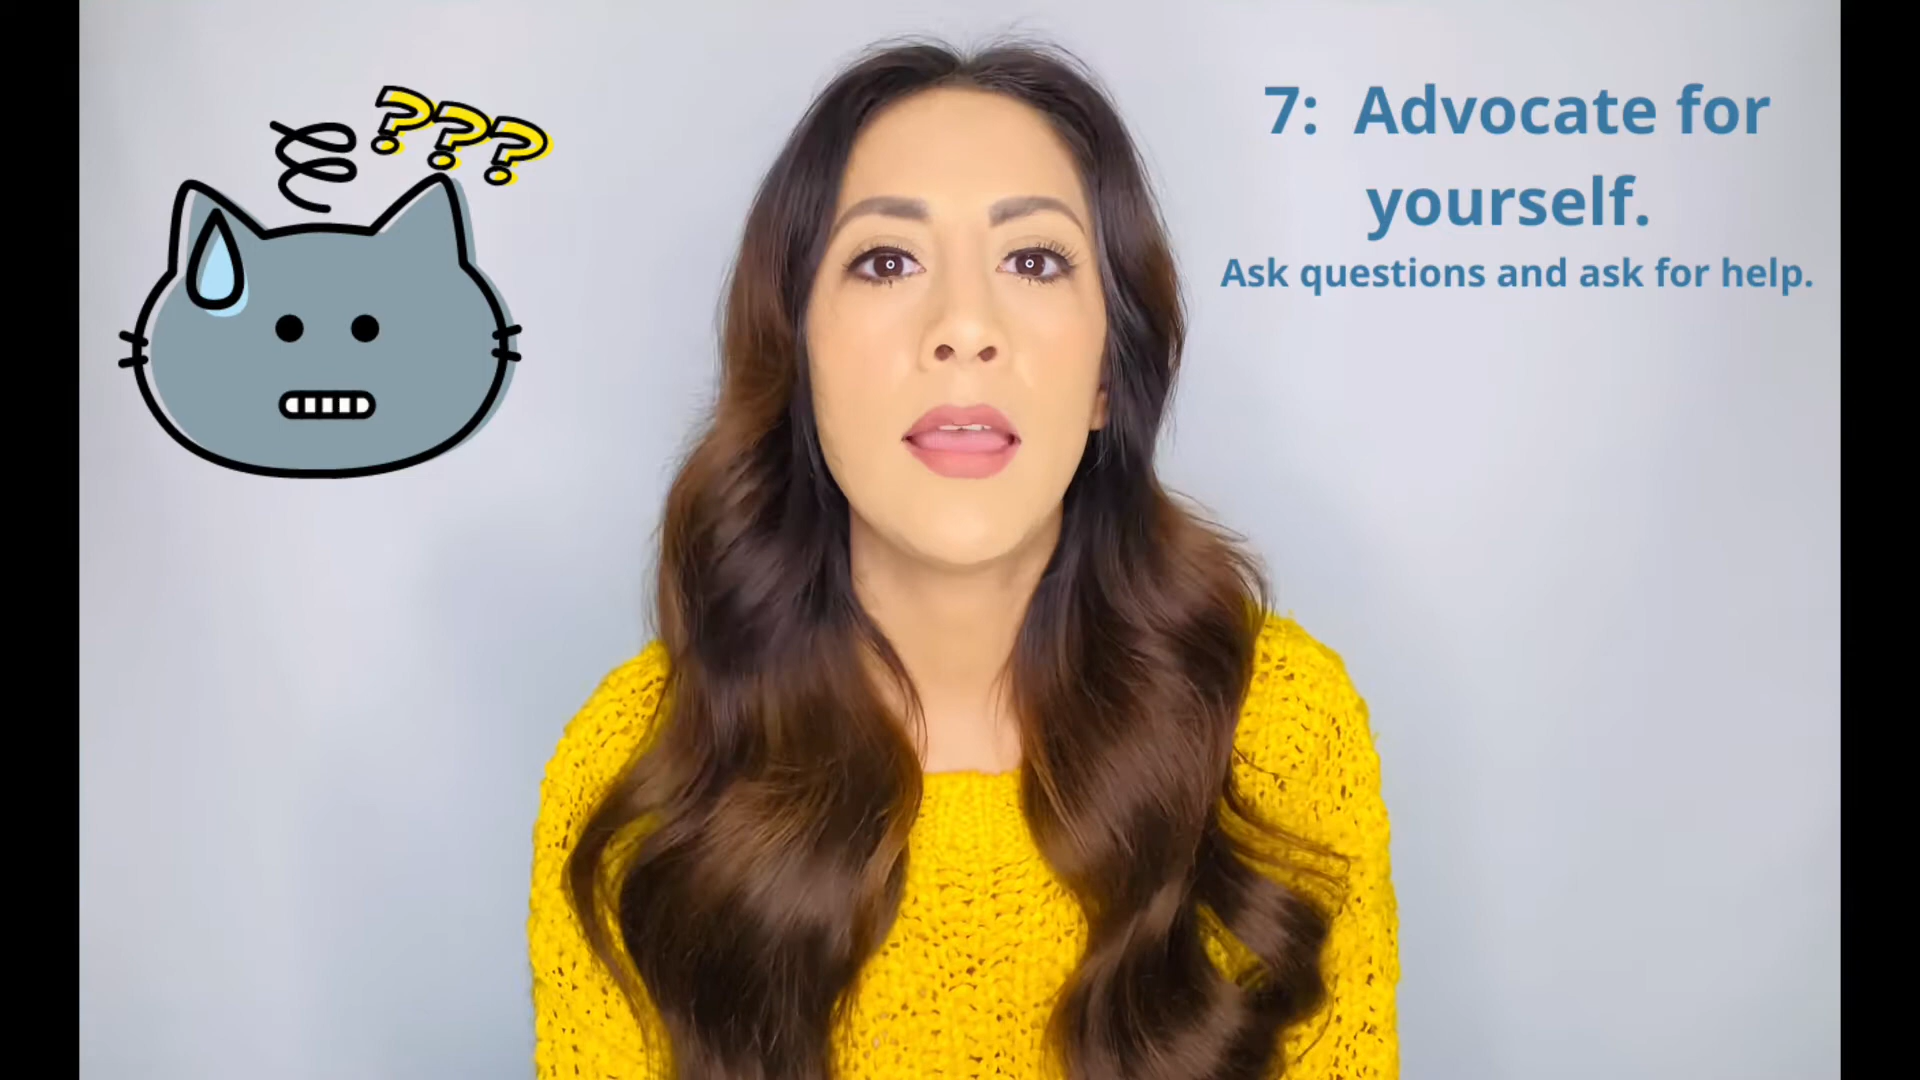 ???
7: Advocate for
yourself.
Ask questions and ask for help.